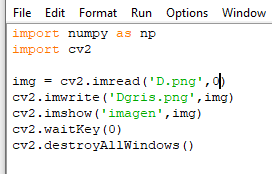 File Edit Format Run Options Window
import numpy as np
import cv2
img = cv2.imread('D.png',0)
cv2.imwrite('Dgris.png',img)
cv2.imshow('imagen',img)
cv2.waitKey(0)
cv2.destroyAllWindows()